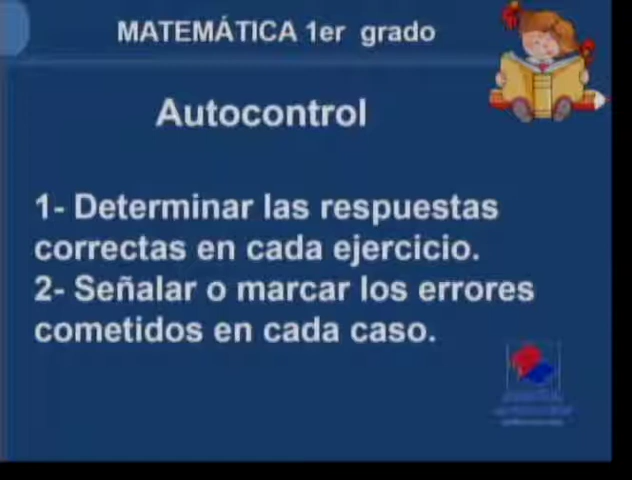 MATEMÁTICA 1er grado
Autocontrol
1- Determinar las respuestas
correctas en cada ejercicio.
2- Señalar o marcar los errores
cometidos en cada caso.